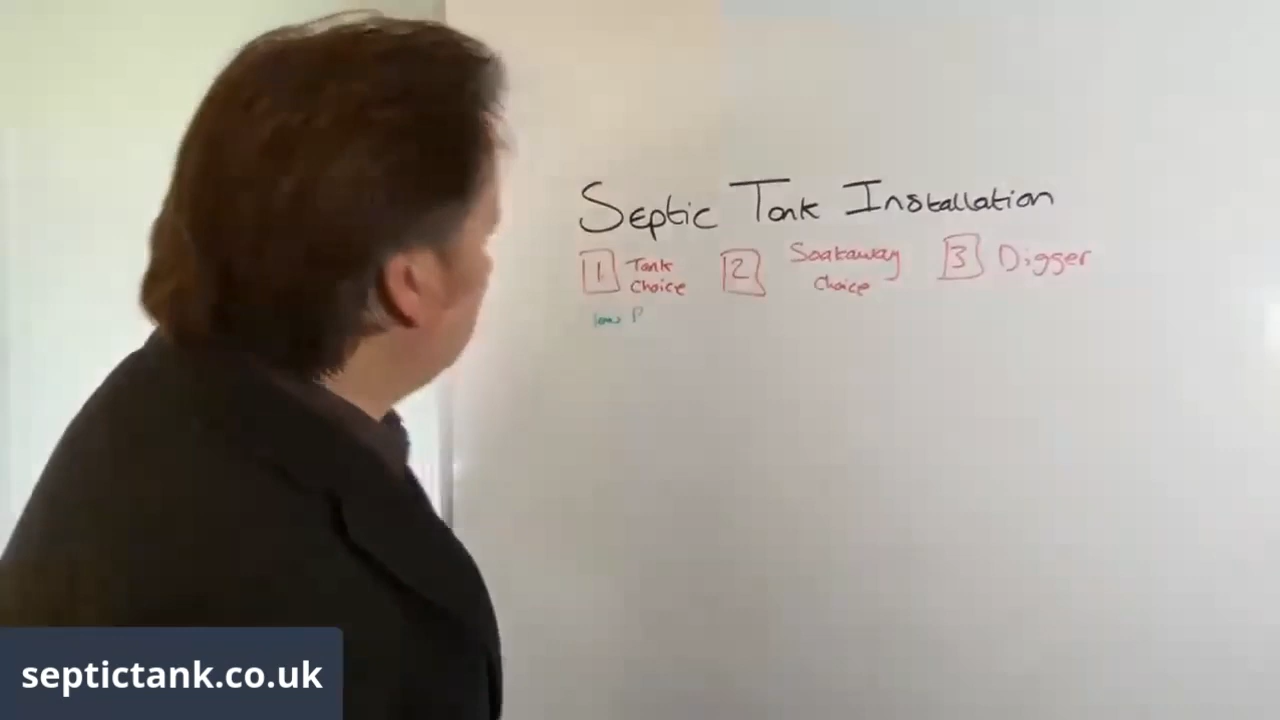 Septic Tank Installation
1 Tank Choice
2 Soakaway Choice
3 Digger
low P
septictank.co.uk